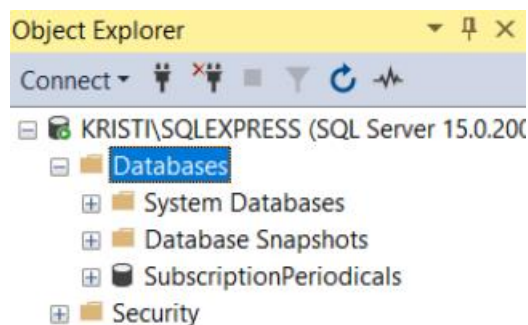 Object Explorer
Connect
KRISTI\SQLEXPRESS (SQL Server 15.0.200
Databases
System Databases
Database Snapshots
SubscriptionPeriodicals
Security